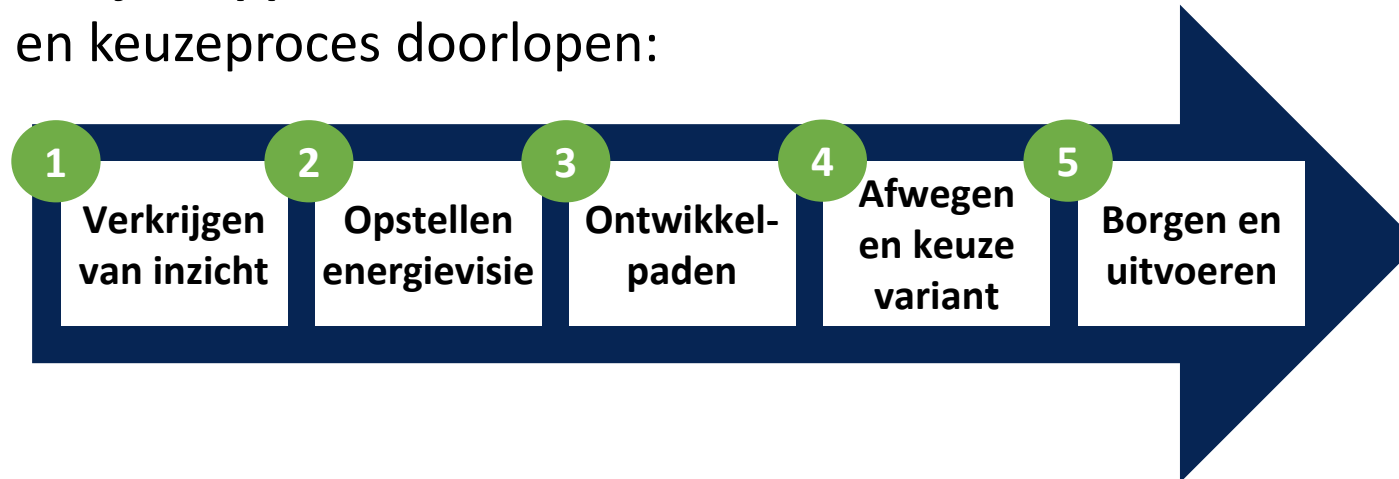 en keuzeproces doorlopen:
1
Verkrijgen
van inzicht
2
Opstellen
energievisie
3
Ontwikkel-
paden
4
Afwegen
en keuze
variant
5
Borgen en
uitvoeren